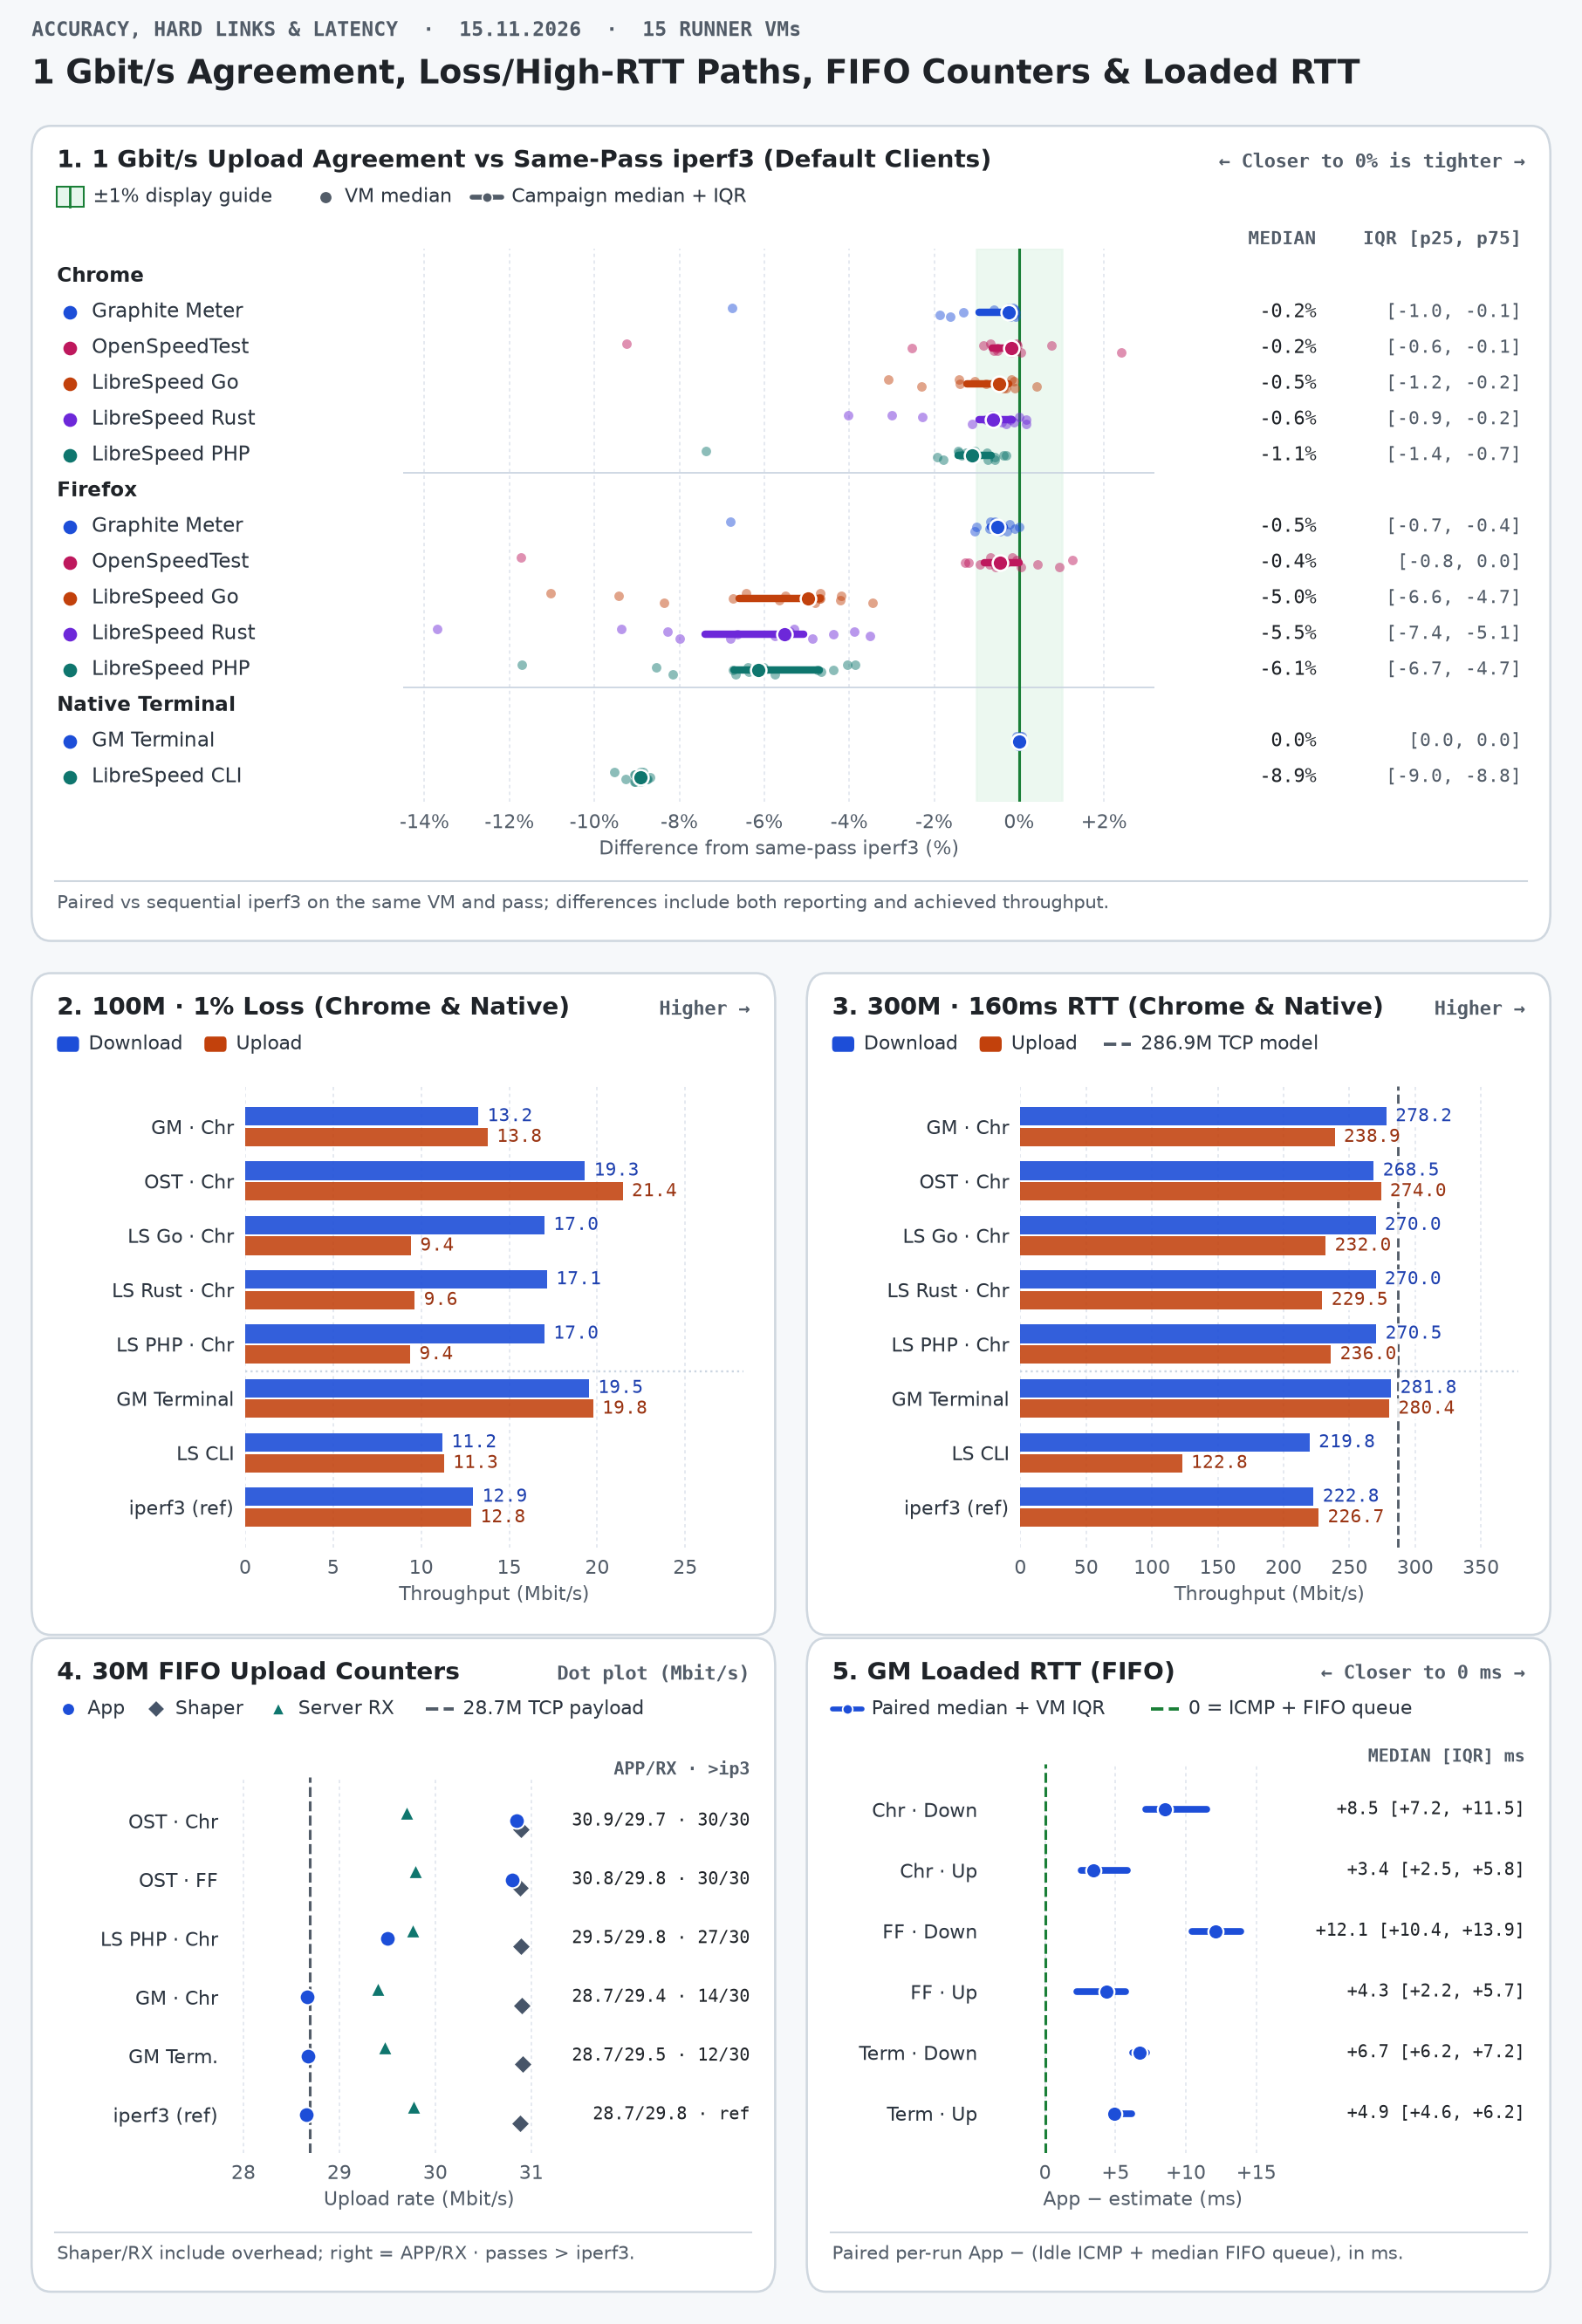 ACCURACY, HARD LINKS & LATENCY · 15.11.2026 · 15 RUNNER VMs
1 Gbit/s Agreement, Loss/High-RTT Paths, FIFO Counters & Loaded RTT
1. 1 Gbit/s Upload Agreement vs Same-Pass iperf3 (Default Clients) ← Closer to 0% is tighter →
±1% display guide VM median Campaign median + IQR
MEDIAN IQR [p25, p75]
Chrome
Graphite Meter -0.2% [-1.0, -0.1]
OpenSpeedTest -0.2% [-0.6, -0.1]
LibreSpeed Go -0.5% [-1.2, -0.2]
LibreSpeed Rust -0.6% [-0.9, -0.2]
LibreSpeed PHP -1.1% [-1.4, -0.7]
Firefox
Graphite Meter -0.5% [-0.7, -0.4]
OpenSpeedTest -0.4% [-0.8, 0.0]
LibreSpeed Go -5.0% [-6.6, -4.7]
LibreSpeed Rust -5.5% [-7.4, -5.1]
LibreSpeed PHP -6.1% [-6.7, -4.7]
Native Terminal
GM Terminal 0.0% [0.0, 0.0]
LibreSpeed CLI -8.9% [-9.0, -8.8]
-14% -12% -10% -8% -6% -4% -2% 0% +2%
Difference from same-pass iperf3 (%)
Paired vs sequential iperf3 on the same VM and pass; differences include both reporting and achieved throughput.
2. 100M · 1% Loss (Chrome & Native) Higher →
Download Upload
GM · Chr 13.2
13.8
OST · Chr 19.3
21.4
LS Go · Chr 17.0
9.4
LS Rust · Chr 17.1
9.6
LS PHP · Chr 17.0
9.4
GM Terminal 19.5
19.8
LS CLI 11.2
11.3
iperf3 (ref) 12.9
12.8
0 5 10 15 20 25
Throughput (Mbit/s)
3. 300M · 160ms RTT (Chrome & Native) Higher →
Download Upload 286.9M TCP model
GM · Chr 278.2
238.9
OST · Chr 268.5
274.0
LS Go · Chr 270.0
232.0
LS Rust · Chr 270.0
229.5
LS PHP · Chr 270.5
236.0
GM Terminal 281.8
280.4
LS CLI 219.8
122.8
iperf3 (ref) 222.8
226.7
0 50 100 150 200 250 300 350
Throughput (Mbit/s)
4. 30M FIFO Upload Counters Dot plot (Mbit/s)
App Shaper Server RX 28.7M TCP payload
APP/RX · >ip3
OST · Chr 30.9/29.7 · 30/30
OST · FF 30.8/29.8 · 30/30
LS PHP · Chr 29.5/29.8 · 27/30
GM · Chr 28.7/29.4 · 14/30
GM Term. 28.7/29.5 · 12/30
iperf3 (ref) 28.7/29.8 · ref
28 29 30 31
Upload rate (Mbit/s)
Shaper/RX include overhead; right = APP/RX · passes > iperf3.
5. GM Loaded RTT (FIFO) ← Closer to 0 ms →
Paired median + VM IQR 0 = ICMP + FIFO queue
MEDIAN [IQR] ms
Chr · Down +8.5 [+7.2, +11.5]
Chr · Up +3.4 [+2.5, +5.8]
FF · Down +12.1 [+10.4, +13.9]
FF · Up +4.3 [+2.2, +5.7]
Term · Down +6.7 [+6.2, +7.2]
Term · Up +4.9 [+4.6, +6.2]
0 +5 +10 +15
App − estimate (ms)
Paired per-run App − (Idle ICMP + median FIFO queue), in ms.